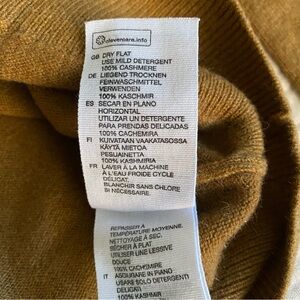 clevercare.info
GB DRY FLAT
USE MILD DETERGENT
100% CASHMERE
DE LIEGEND TROCKNEN
FEINWASCHMITTEL
VERWENDEN
100% KASCHMIR
ES SECAR EN PLANO
HORIZONTAL
UTILIZAR UN DETERGENTE
PARA PRENDAS DELICADAS
100% CACHEMIRA
FI KUIVATAAN VAAKATASOSSA
KÄYTÄ MIETOA
PESUAINETTA
100% KASHMIRIA
FR LAVER À LA MACHINE
À L'EAU FROIDE CYCLE
DÉLICAT.
BLANCHIR SANS CHLORE
SI NÉCESSAIRE.
REPASSER À
TEMPÉRATURE MOYENNE.
NETTOYAGE À SEC.
SÉCHER À PLAT
UTILISER UNE LESSIVE
DOUCE
100% CACHEMIRE
IT ASCIUGARE IN PIANO
USARE SOLO DETERGENTI
DELICATI
100% KASHMIR